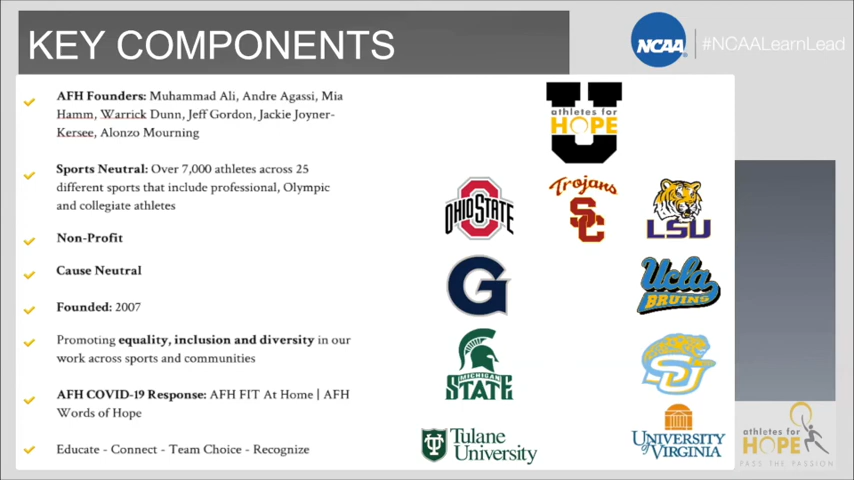 KEY COMPONENTS
NCAA
#NCAALearnLead
AFH Founders: Muhammad Ali, Andre Agassi, Mia
Hamm, Warrick Dunn, Jeff Gordon, Jackie Joyner-
Kersee, Alonzo Mourning
Sports Neutral: Over 7,000 athletes across 25
different sports that include professional, Olympic
and collegiate athletes
Non-Profit
Cause Neutral
Founded: 2007
Promoting equality, inclusion and diversity in our
work across sports and communities
AFH COVID-19 Response: AFH FIT At Home | AFH
Words of Hope
Educate - Connect - Team Choice - Recognize
athletes for
HOPE
OHIO STATE
Trojans
SC
LSU
G
Ucla
BRUINS
MICHIGAN
STATE
SU
TU
Tulane
University
UNIVERSITY
OF VIRGINIA
athletes for
HOPE
PASS THE PASSION